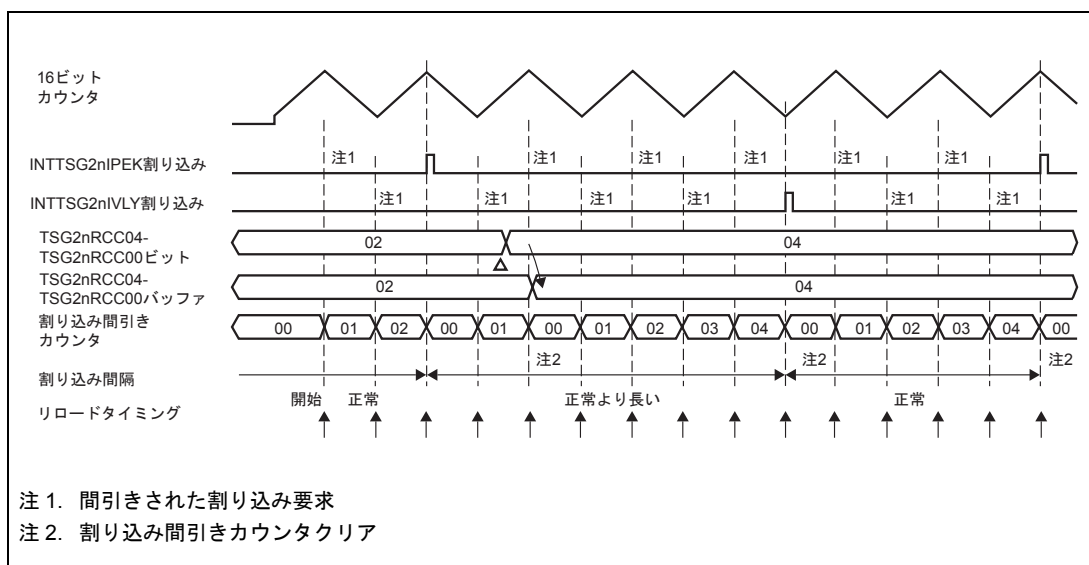 16ビット
カウンタ
INTTSG2nIPEK割り込み
注1 注1 注1 注1 注1 注1
INTTSG2nIVLY割り込み
注1 注1 注1 注1 注1 注1
TSG2nRCC04-
TSG2nRCC00ビット
02 04
TSG2nRCC04-
TSG2nRCC00バッファ
02 04
割り込み間引き
カウンタ
00 01 02 00 01 00 01 02 03 04 00 01 02 03 04 00
注2 注2 注2
割り込み間隔
開始 正常 正常より長い 正常
リロードタイミング
注 1. 間引きされた割り込み要求
注 2. 割り込み間引きカウンタクリア